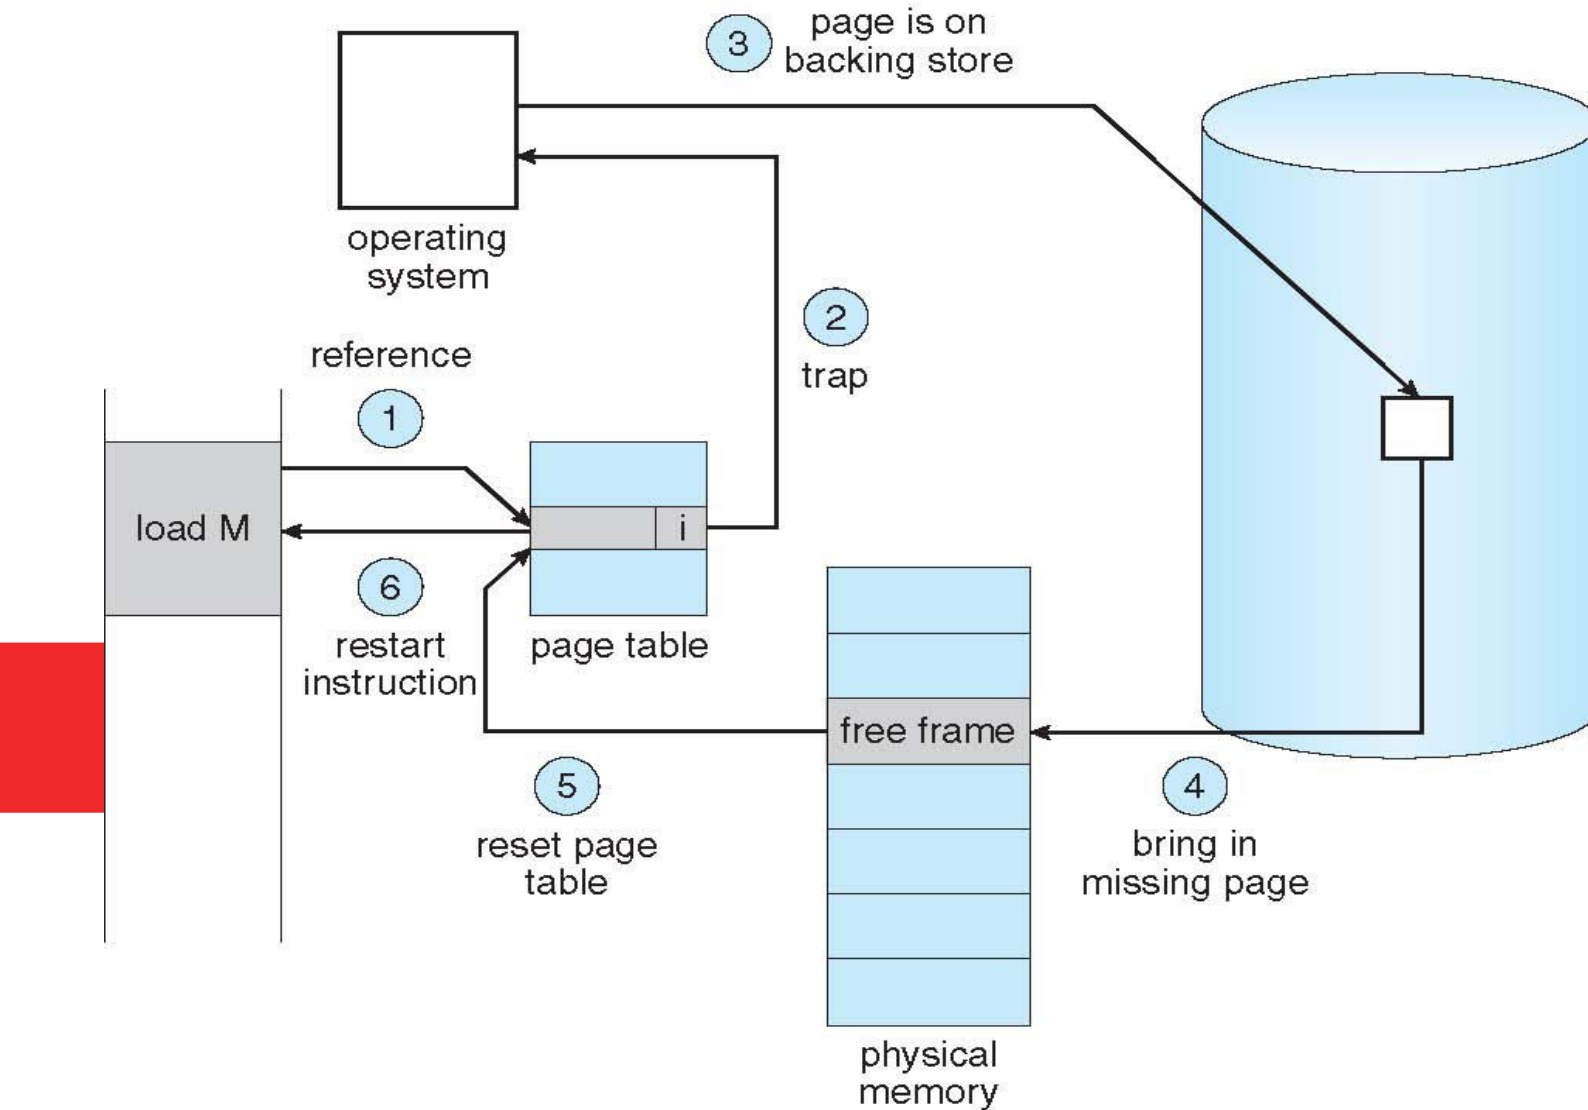 3
page is on
backing store
operating
system
2
trap
reference
1
load M
i
6
restart
instruction
page table
free frame
5
reset page
table
4
bring in
missing page
physical
memory